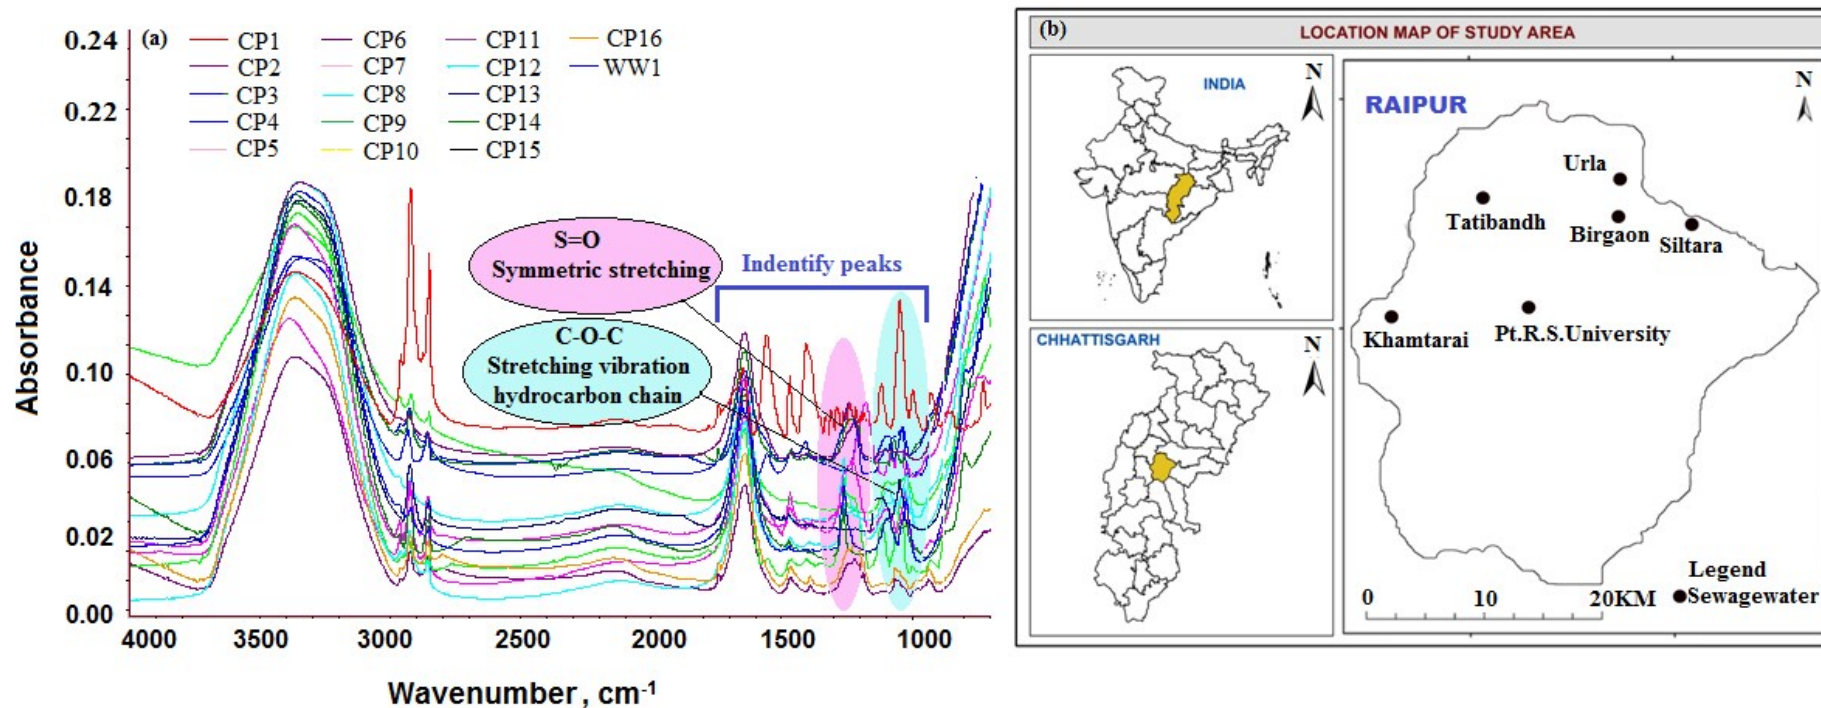 (a)
CP1
CP2
CP3
CP4
CP5
CP6
CP7
CP8
CP9
CP10
CP11
CP12
CP13
CP14
CP15
CP16
WW1
Absorbance
0.24
0.22
0.18
0.14
0.10
0.06
0.02
0.00
S=O
Symmetric stretching
C-O-C
Stretching vibration
hydrocarbon chain
Indentify peaks
4000 3500 3000 2500 2000 1500 1000
Wavenumber , cm⁻¹
(b)
LOCATION MAP OF STUDY AREA
INDIA
N
CHHATTISGARH
N
RAIPUR
N
Urla
Tatibandh
Birgaon
Siltara
Khamtarai
Pt.R.S.University
Legend
Sewagewater
0 10 20KM